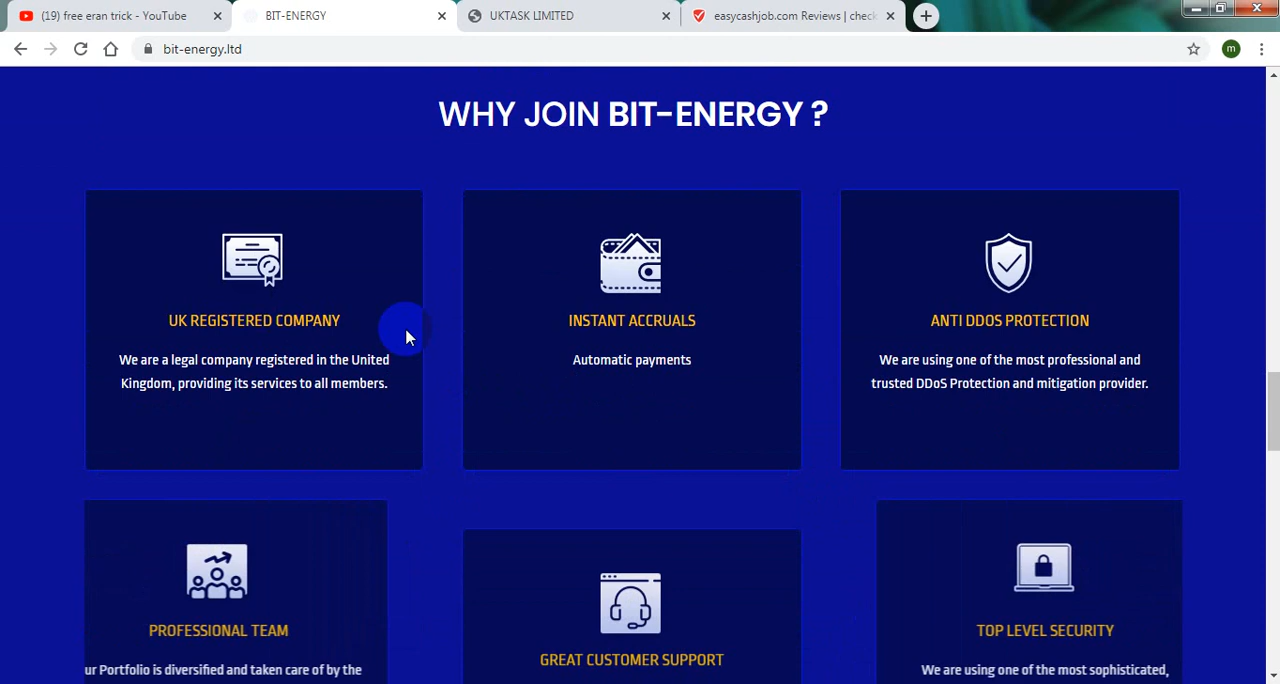 (19) free eran trick - YouTube
BIT-ENERGY
UKTASK LIMITED
easycashjob.com Reviews | check
bit-energy.ltd
m
WHY JOIN BIT-ENERGY ?
UK REGISTERED COMPANY
We are a legal company registered in the United
Kingdom, providing its services to all members.
INSTANT ACCRUALS
Automatic payments
ANTI DDOS PROTECTION
We are using one of the most professional and
trusted DDoS Protection and mitigation provider.
PROFESSIONAL TEAM
ur Portfolio is diversified and taken care of by the
GREAT CUSTOMER SUPPORT
TOP LEVEL SECURITY
We are using one of the most sophisticated,